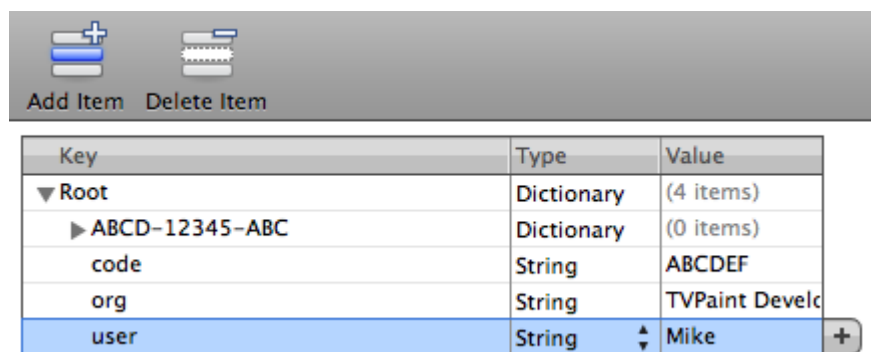 Add Item Delete Item
Key Type Value
Root Dictionary (4 items)
ABCD-12345-ABC Dictionary (0 items)
code String ABCDEF
org String TVPaint
user String Mike